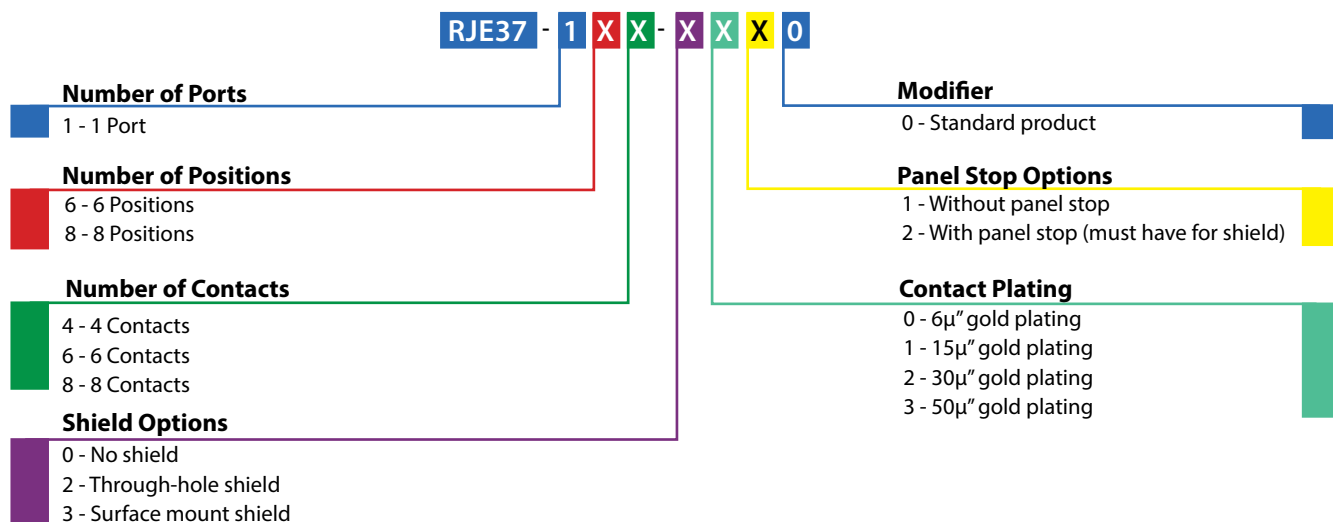 RJE37 - 1 X X - X X X 0
Number of Ports
1 - 1 Port
Number of Positions
6 - 6 Positions
8 - 8 Positions
Number of Contacts
4 - 4 Contacts
6 - 6 Contacts
8 - 8 Contacts
Shield Options
0 - No shield
2 - Through-hole shield
3 - Surface mount shield
Modifier
0 - Standard product
Panel Stop Options
1 - Without panel stop
2 - With panel stop (must have for shield)
Contact Plating
0 - 6µ” gold plating
1 - 15µ” gold plating
2 - 30µ” gold plating
3 - 50µ” gold plating